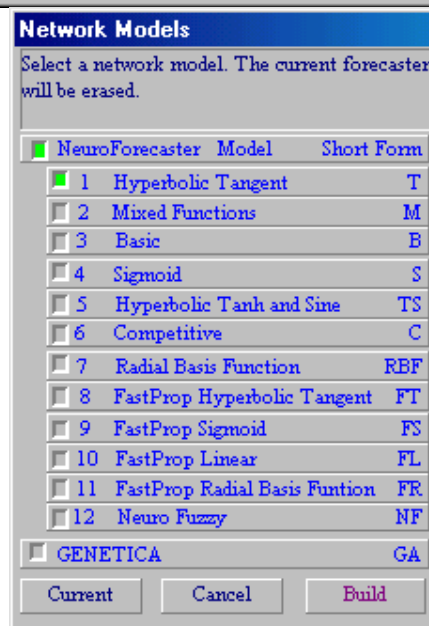 Network Models
Select a network model. The current forecaster
will be erased.
NeuroForecaster Model Short Form
1 Hyperbolic Tangent T
2 Mixed Functions M
3 Basic B
4 Sigmoid S
5 Hyperbolic Tanh and Sine TS
6 Competitive C
7 Radial Basis Function RBF
8 FastProp Hyperbolic Tangent FT
9 FastProp Sigmoid FS
10 FastProp Linear FL
11 FastProp Radial Basis Funtion FR
12 Neuro Fuzzy NF
GENETICA GA
Current Cancel Build